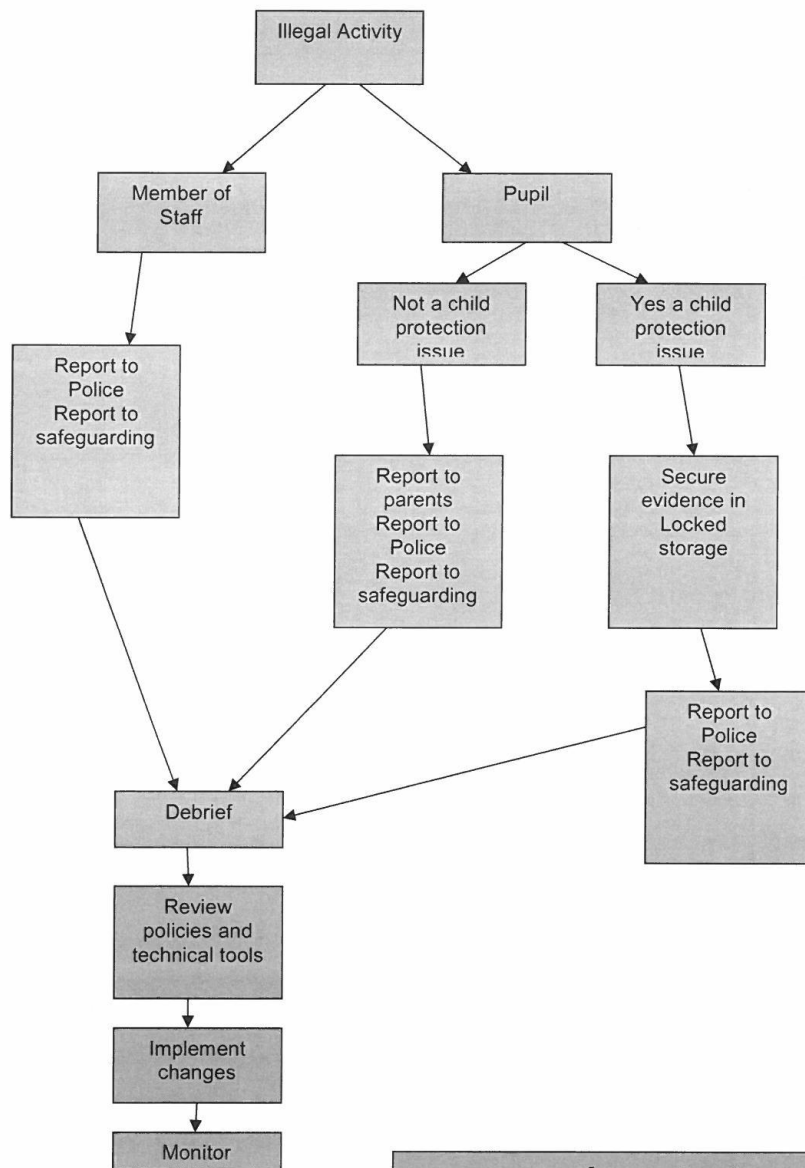 Illegal Activity
Member of
Staff
Pupil
Not a child
protection
issue
Yes a child
protection
issue
Report to
Police
Report to
safeguarding
Report to
parents
Report to
Police
Report to
safeguarding
Secure
evidence in
Locked
storage
Report to
Police
Report to
safeguarding
Debrief
Review
policies and
technical tools
Implement
changes
Monitor